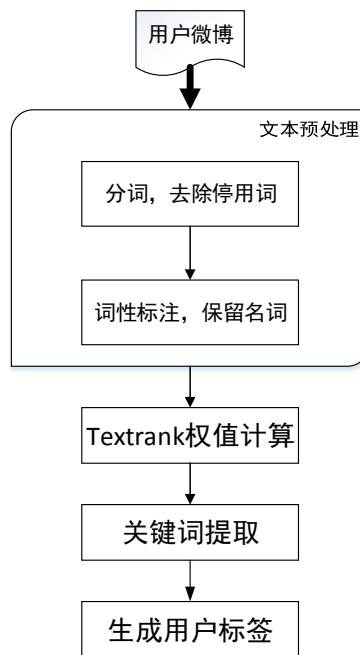 用户微博
文本预处理
分词，去除停用词
词性标注，保留名词
Textrank权值计算
关键词提取
生成用户标签